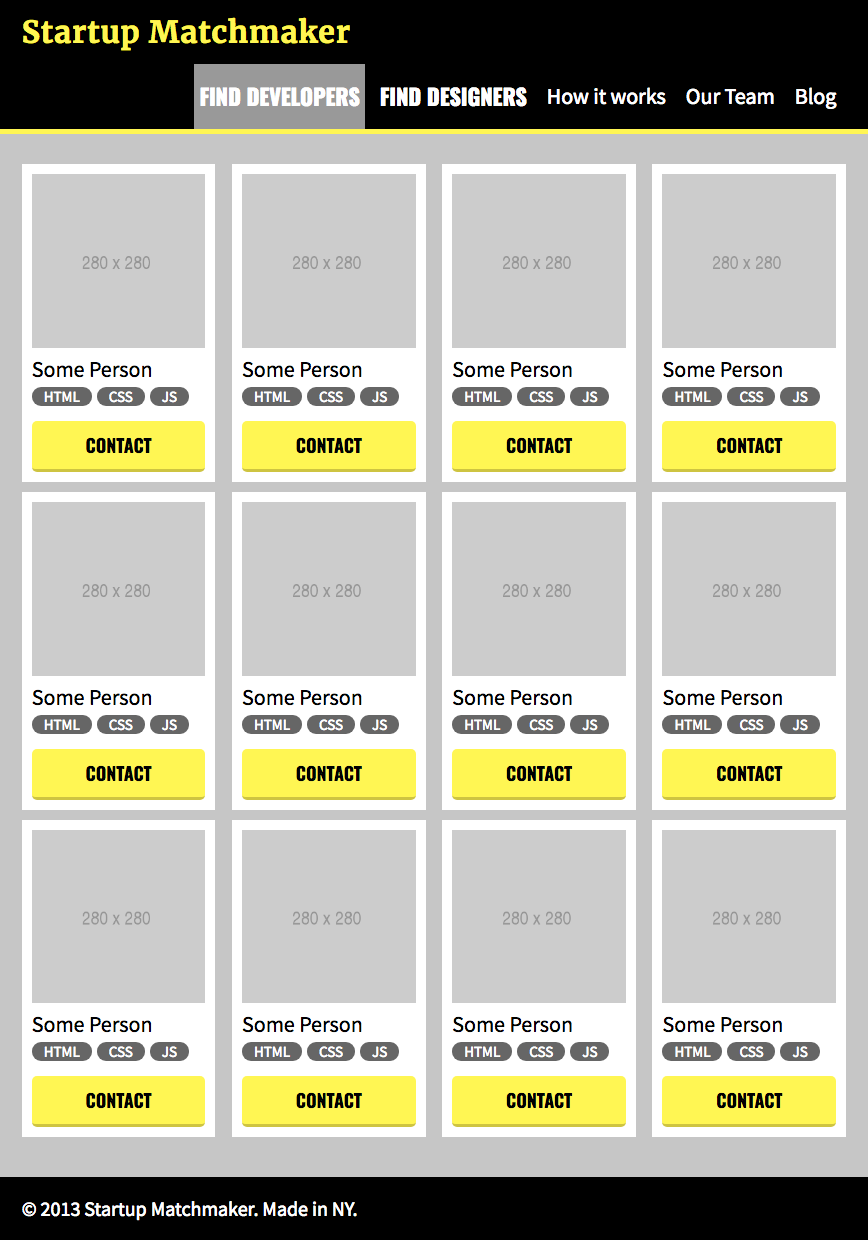 Startup Matchmaker
FIND DEVELOPERS FIND DESIGNERS How it works Our Team Blog
280 x 280 280 x 280 280 x 280 280 x 280
Some Person Some Person Some Person Some Person
HTML CSS JS HTML CSS JS HTML CSS JS HTML CSS JS
CONTACT CONTACT CONTACT CONTACT
280 x 280 280 x 280 280 x 280 280 x 280
Some Person Some Person Some Person Some Person
HTML CSS JS HTML CSS JS HTML CSS JS HTML CSS JS
CONTACT CONTACT CONTACT CONTACT
280 x 280 280 x 280 280 x 280 280 x 280
Some Person Some Person Some Person Some Person
HTML CSS JS HTML CSS JS HTML CSS JS HTML CSS JS
CONTACT CONTACT CONTACT CONTACT
© 2013 Startup Matchmaker. Made in NY.